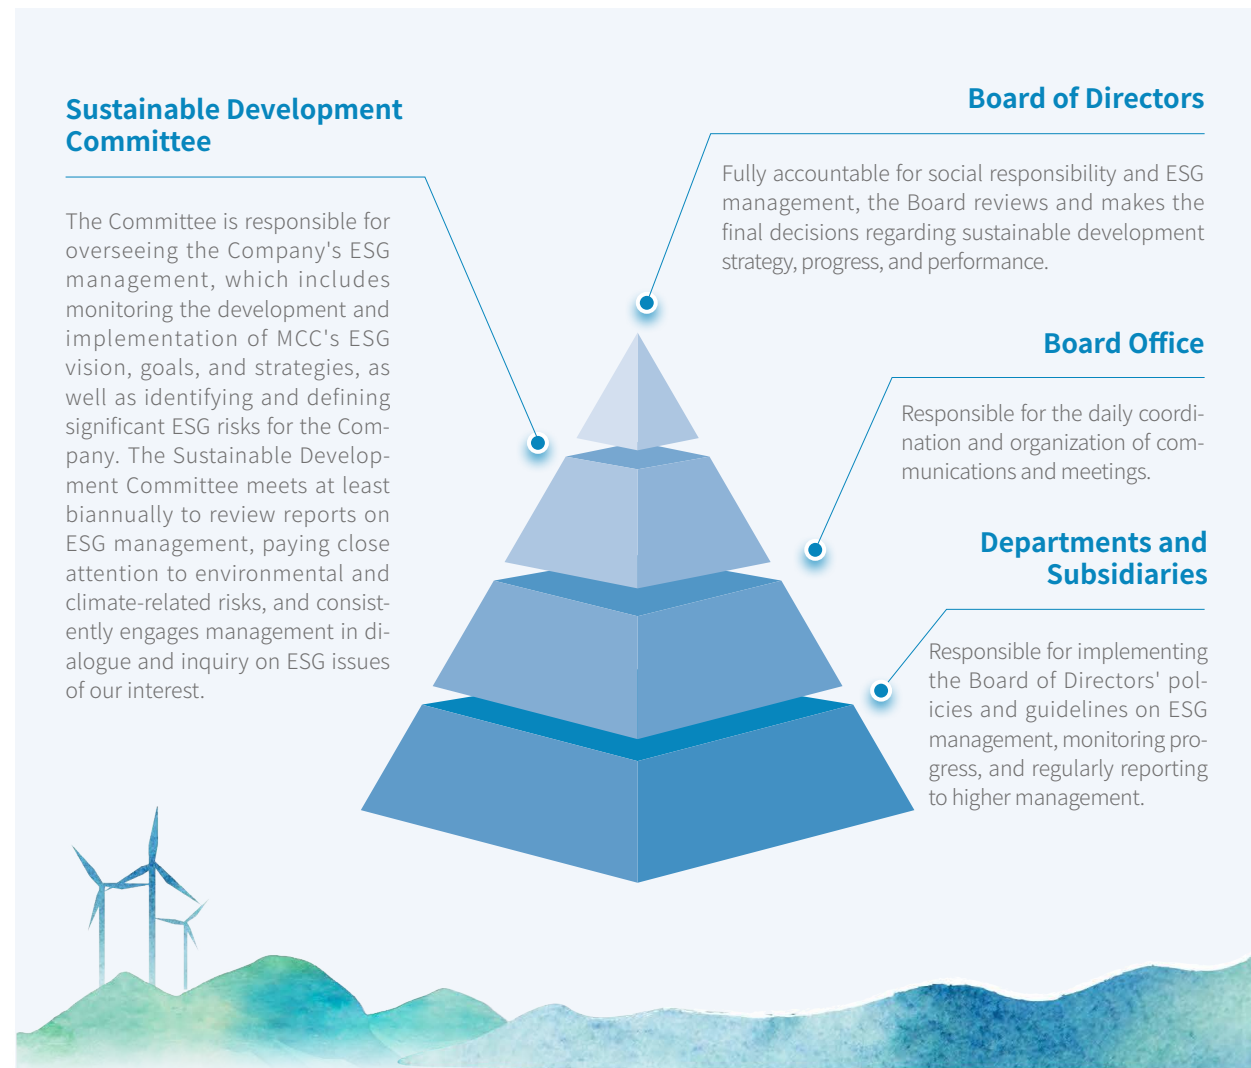 Sustainable Development
Committee
The Committee is responsible for
overseeing the Company's ESG
management, which includes
monitoring the development and
implementation of MCC's ESG
vision, goals, and strategies, as
well as identifying and defining
significant ESG risks for the Com-
pany. The Sustainable Develop-
ment Committee meets at least
biannually to review reports on
ESG management, paying close
attention to environmental and
climate-related risks, and consist-
ently engages management in di-
alogue and inquiry on ESG issues
of our interest.
Board of Directors
Fully accountable for social responsibility and ESG
management, the Board reviews and makes the
final decisions regarding sustainable development
strategy, progress, and performance.
Board Office
Responsible for the daily coordi-
nation and organization of com-
munications and meetings.
Departments and
Subsidiaries
Responsible for implementing
the Board of Directors' pol-
icies and guidelines on ESG
management, monitoring pro-
gress, and regularly reporting
to higher management.